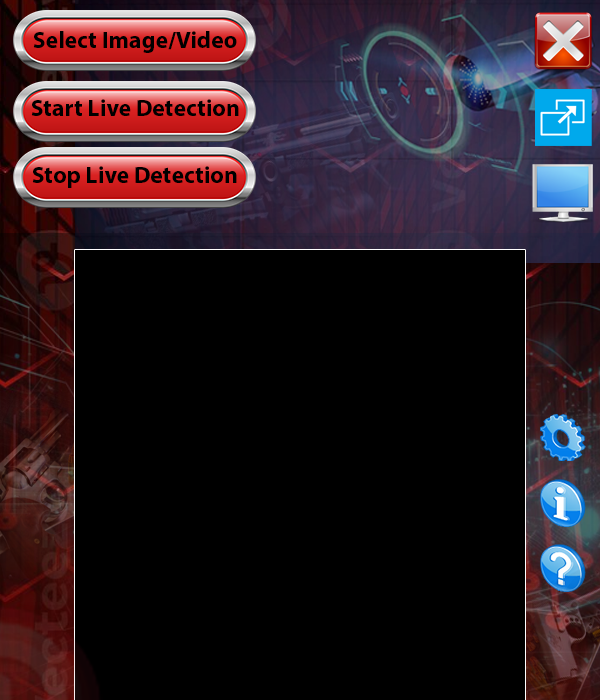 Select Image/Video
Start Live Detection
Stop Live Detection
i
?